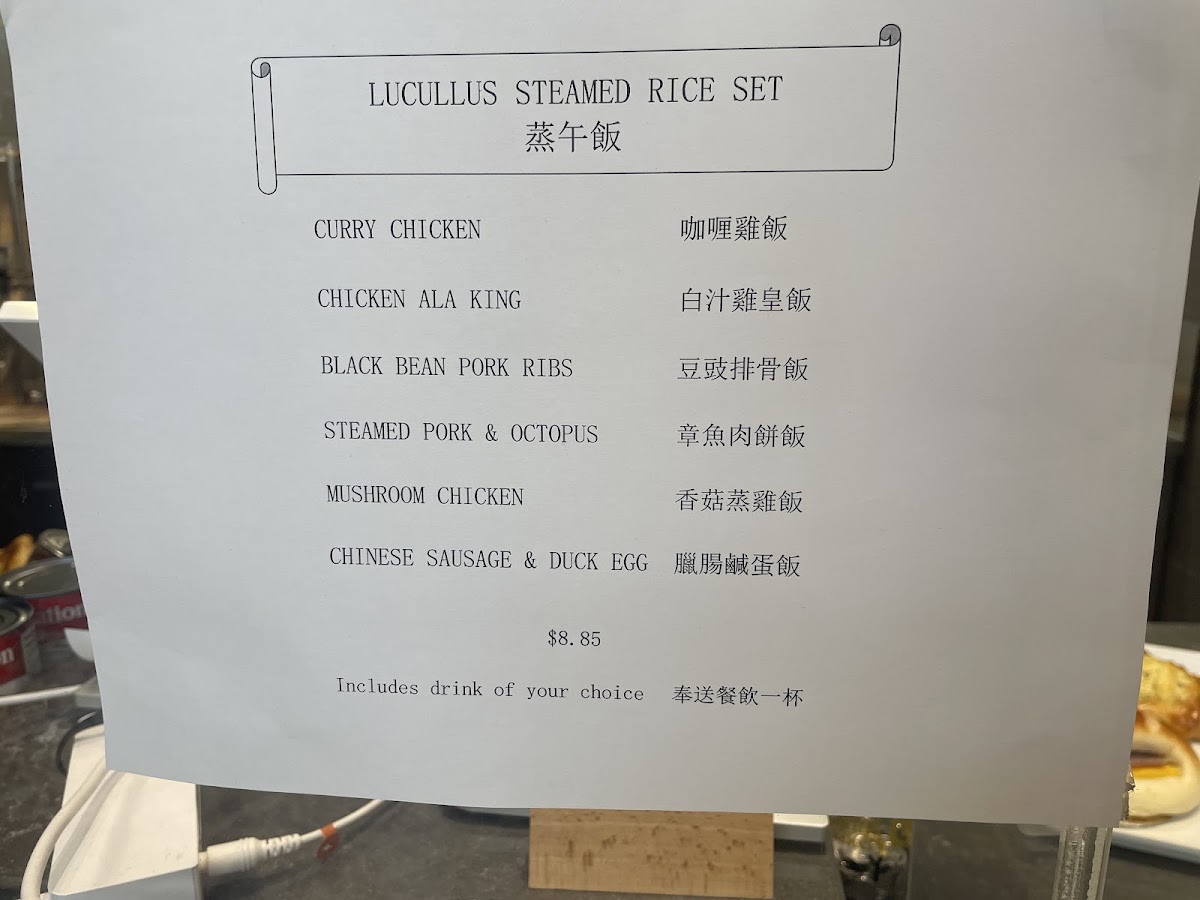 LUCULLUS STEAMED RICE SET
蒸午飯
CURRY CHICKEN 咖喱雞飯
CHICKEN ALA KING 白汁雞皇飯
BLACK BEAN PORK RIBS 豆豉排骨飯
STEAMED PORK & OCTOPUS 章魚肉餅飯
MUSHROOM CHICKEN 香菇蒸雞飯
CHINESE SAUSAGE & DUCK EGG 臘腸鹹蛋飯
$8.85
Includes drink of your choice 奉送餐飲一杯